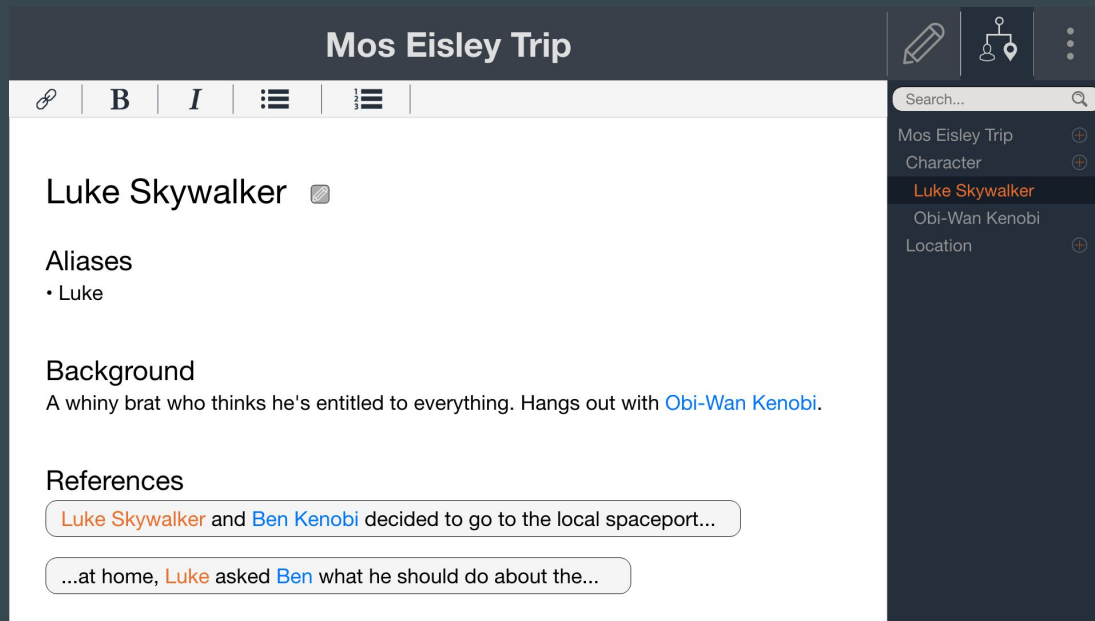 Mos Eisley Trip
B I
Search...
Mos Eisley Trip
Character
Luke Skywalker
Obi-Wan Kenobi
Location
Luke Skywalker
Aliases
• Luke
Background
A whiny brat who thinks he's entitled to everything. Hangs out with Obi-Wan Kenobi.
References
Luke Skywalker and Ben Kenobi decided to go to the local spaceport...
...at home, Luke asked Ben what he should do about the...